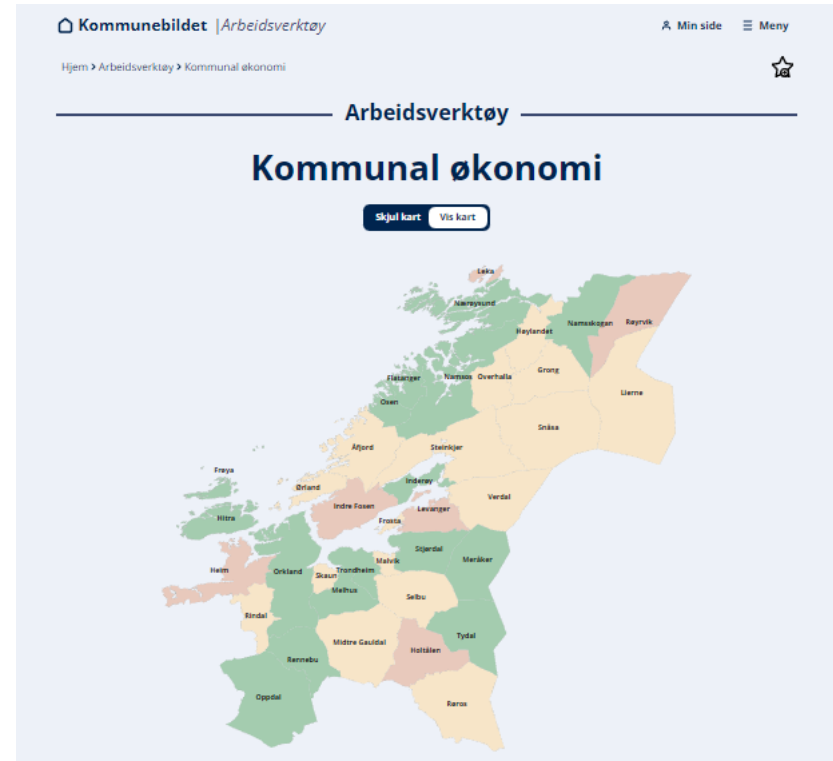 Kommunebildet | Arbeidsverktøy
Min side
Meny
Hjem > Arbeidsverktøy > Kommunal økonomi
Arbeidsverktøy
Kommunal økonomi
Skjul kart
Vis kart
Leka
Nærøysund
Høylandet
Namsskogan
Røyrvik
Flatanger
Namsos
Overhalla
Grong
Lierne
Osen
Snåsa
Åfjord
Steinkjer
Frøya
Ørland
Inderøy
Verdal
Indre Fosen
Levanger
Hitra
Frosta
Stjørdal
Meråker
Malvik
Heim
Orkland
Skaun
Trondheim
Melhus
Selbu
Rindal
Midtre Gauldal
Tydal
Holtålen
Rennebu
Oppdal
Røros